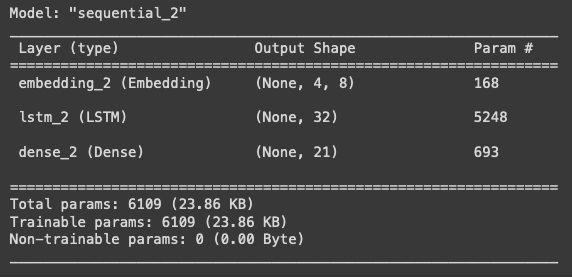 Model: "sequential_2"
_________________________________________________________________
Layer (type) Output Shape Param #
=================================================================
embedding_2 (Embedding) (None, 4, 8) 168
lstm_2 (LSTM) (None, 32) 5248
dense_2 (Dense) (None, 21) 693
=================================================================
Total params: 6109 (23.86 KB)
Trainable params: 6109 (23.86 KB)
Non-trainable params: 0 (0.00 Byte)
_________________________________________________________________